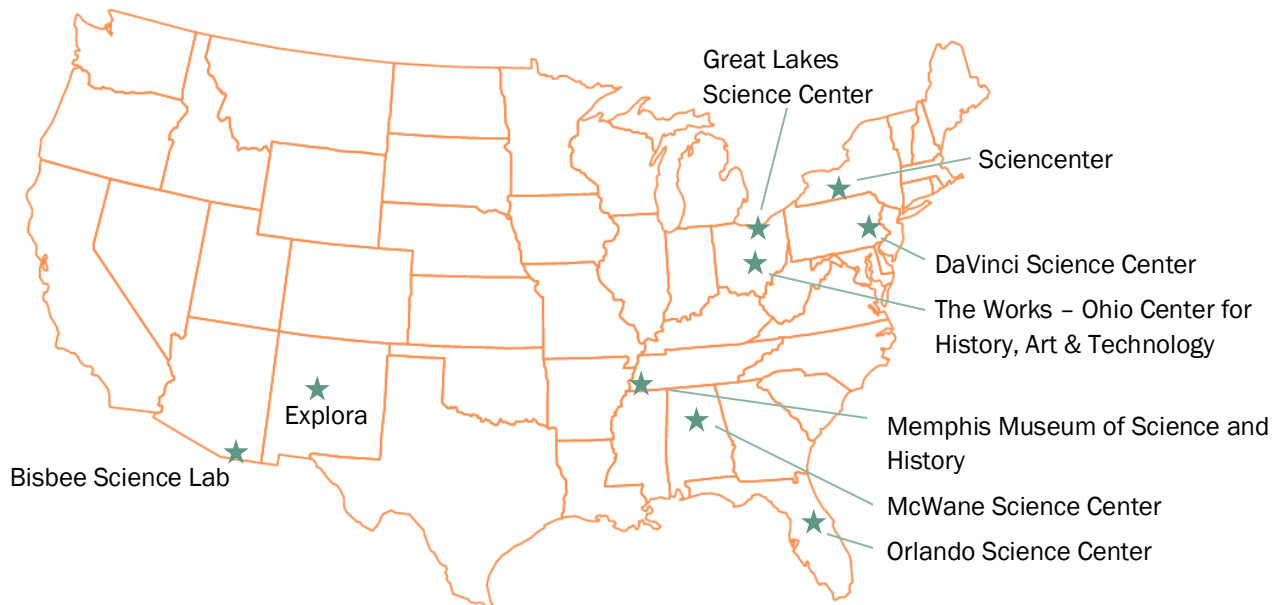 Great Lakes
Science Center
Sciencenter
DaVinci Science Center
The Works – Ohio Center for
History, Art & Technology
Explora
Memphis Museum of Science and
History
Bisbee Science Lab
McWane Science Center
Orlando Science Center